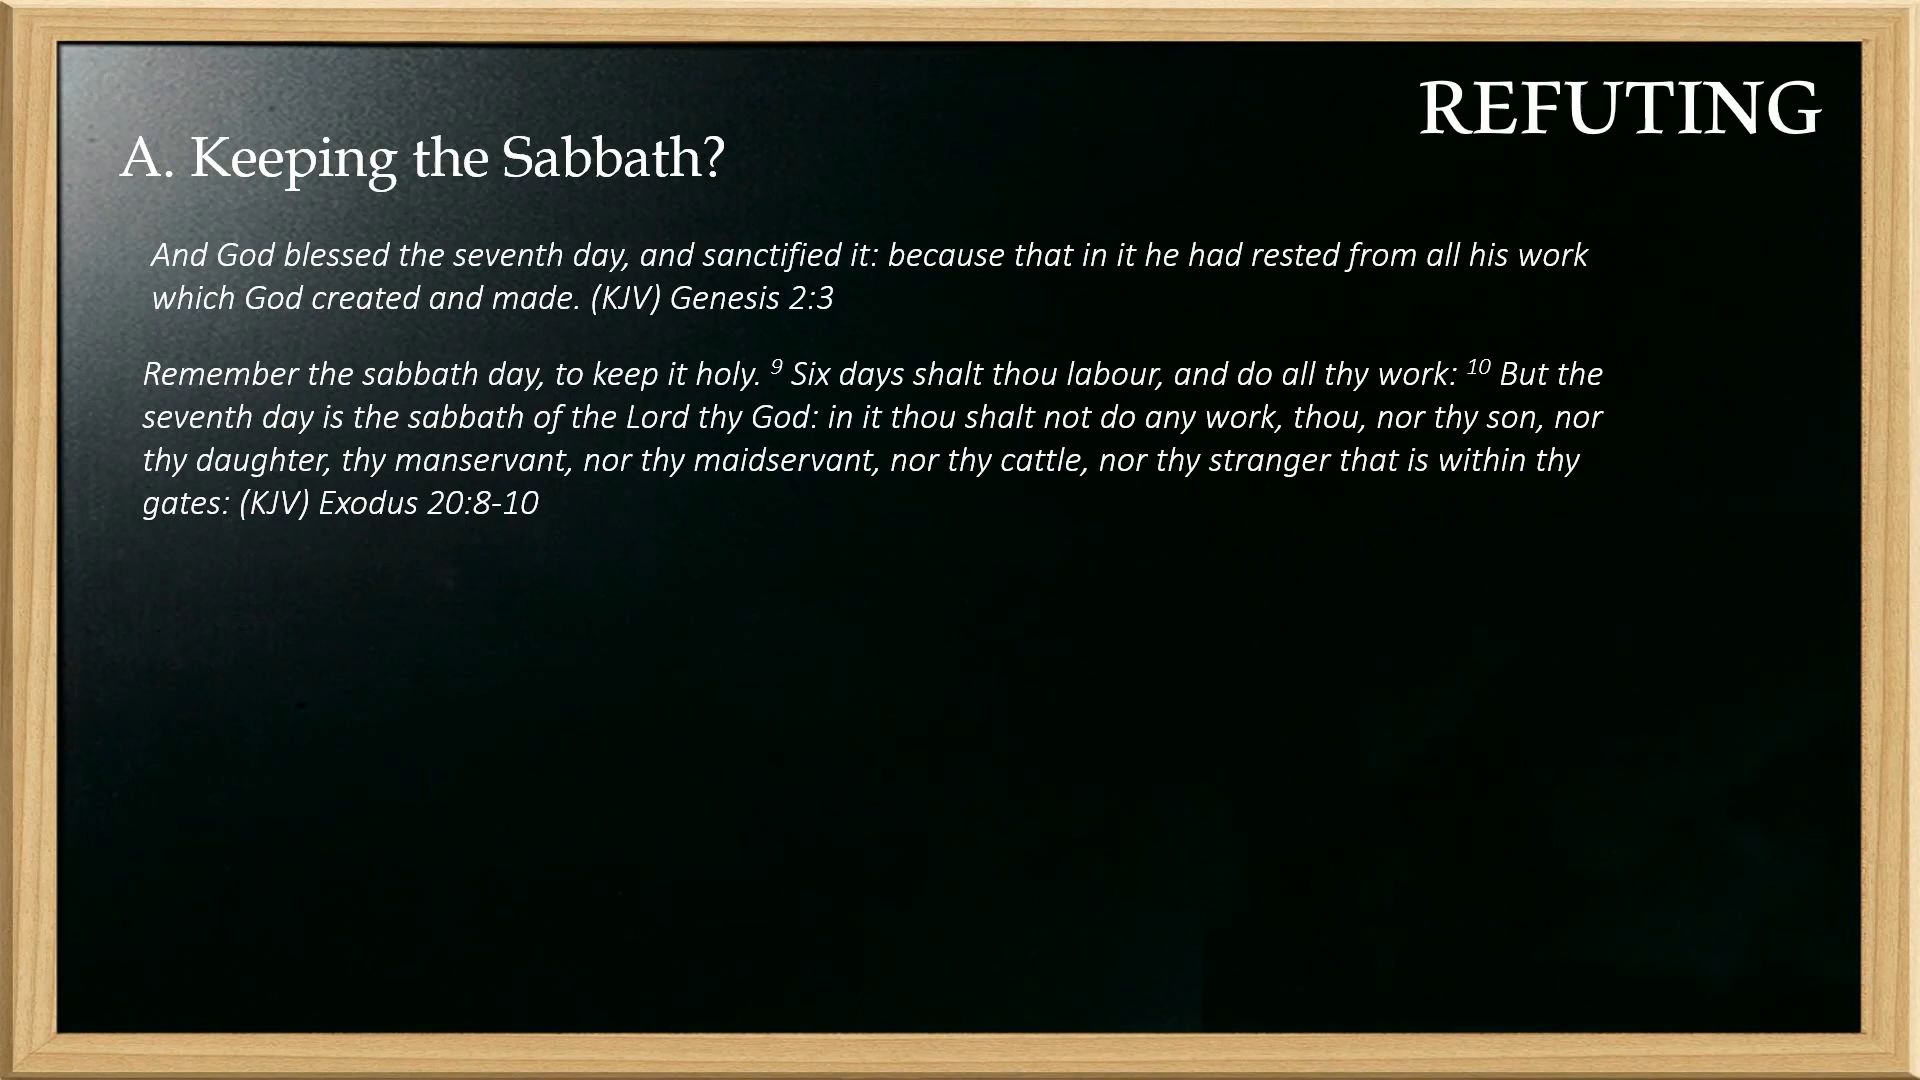 REFUTING
A. Keeping the Sabbath?
And God blessed the seventh day, and sanctified it: because that in it he had rested from all his work
which God created and made. (KJV) Genesis 2:3
Remember the sabbath day, to keep it holy. 9 Six days shalt thou labour, and do all thy work: 10 But the
seventh day is the sabbath of the Lord thy God: in it thou shalt not do any work, thou, nor thy son, nor
thy daughter, thy manservant, nor thy maidservant, nor thy cattle, nor thy stranger that is within thy
gates: (KJV) Exodus 20:8-10